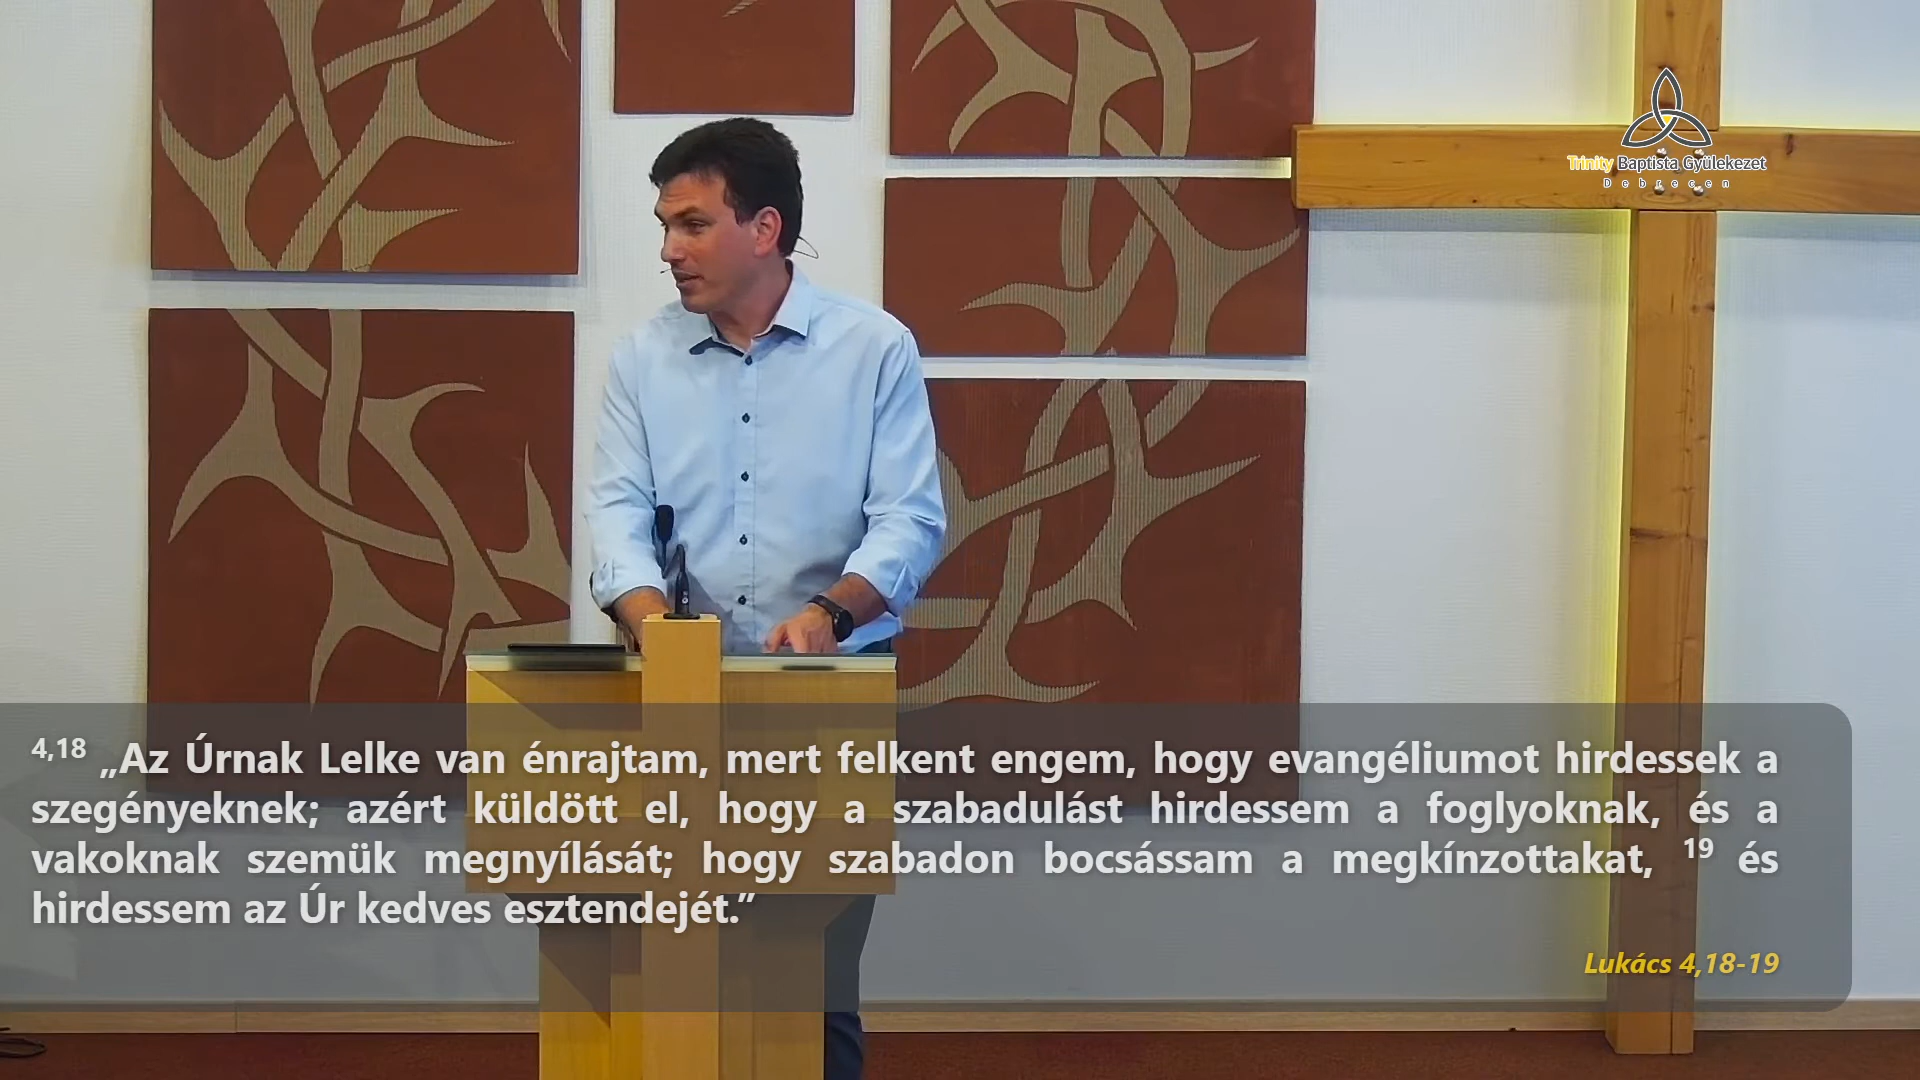 Trinity Baptista Gyülekezet
Debrecen
4,18 „Az Úrnak Lelke van énrajtam, mert felkent engem, hogy evangéliumot hirdessek a
szegényeknek; azért küldött el, hogy a szabadulást hirdessem a foglyoknak, és a
vakoknak szemük megnyílását; hogy szabadon bocsássam a megkínzottakat, 19 és
hirdessem az Úr kedves esztendejét.”
Lukács 4,18-19